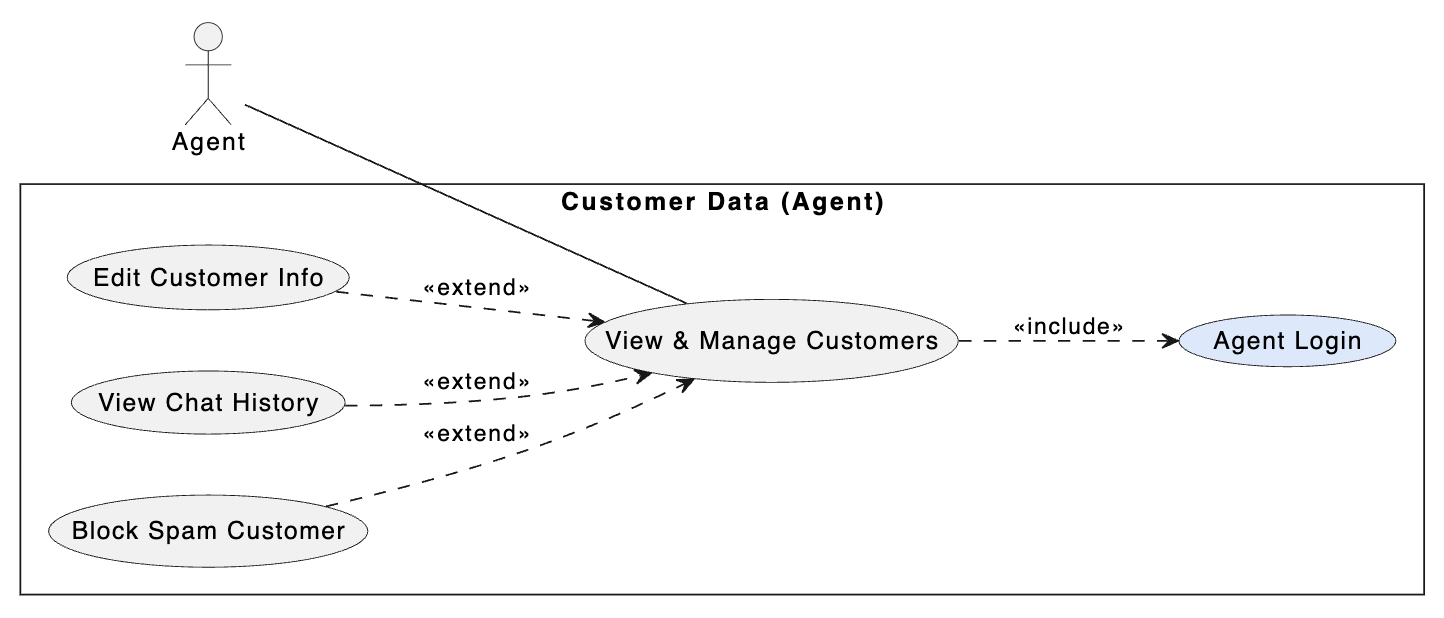 Agent
Customer Data (Agent)
Edit Customer Info
«extend»
View & Manage Customers
«include»
Agent Login
View Chat History
«extend»
«extend»
Block Spam Customer